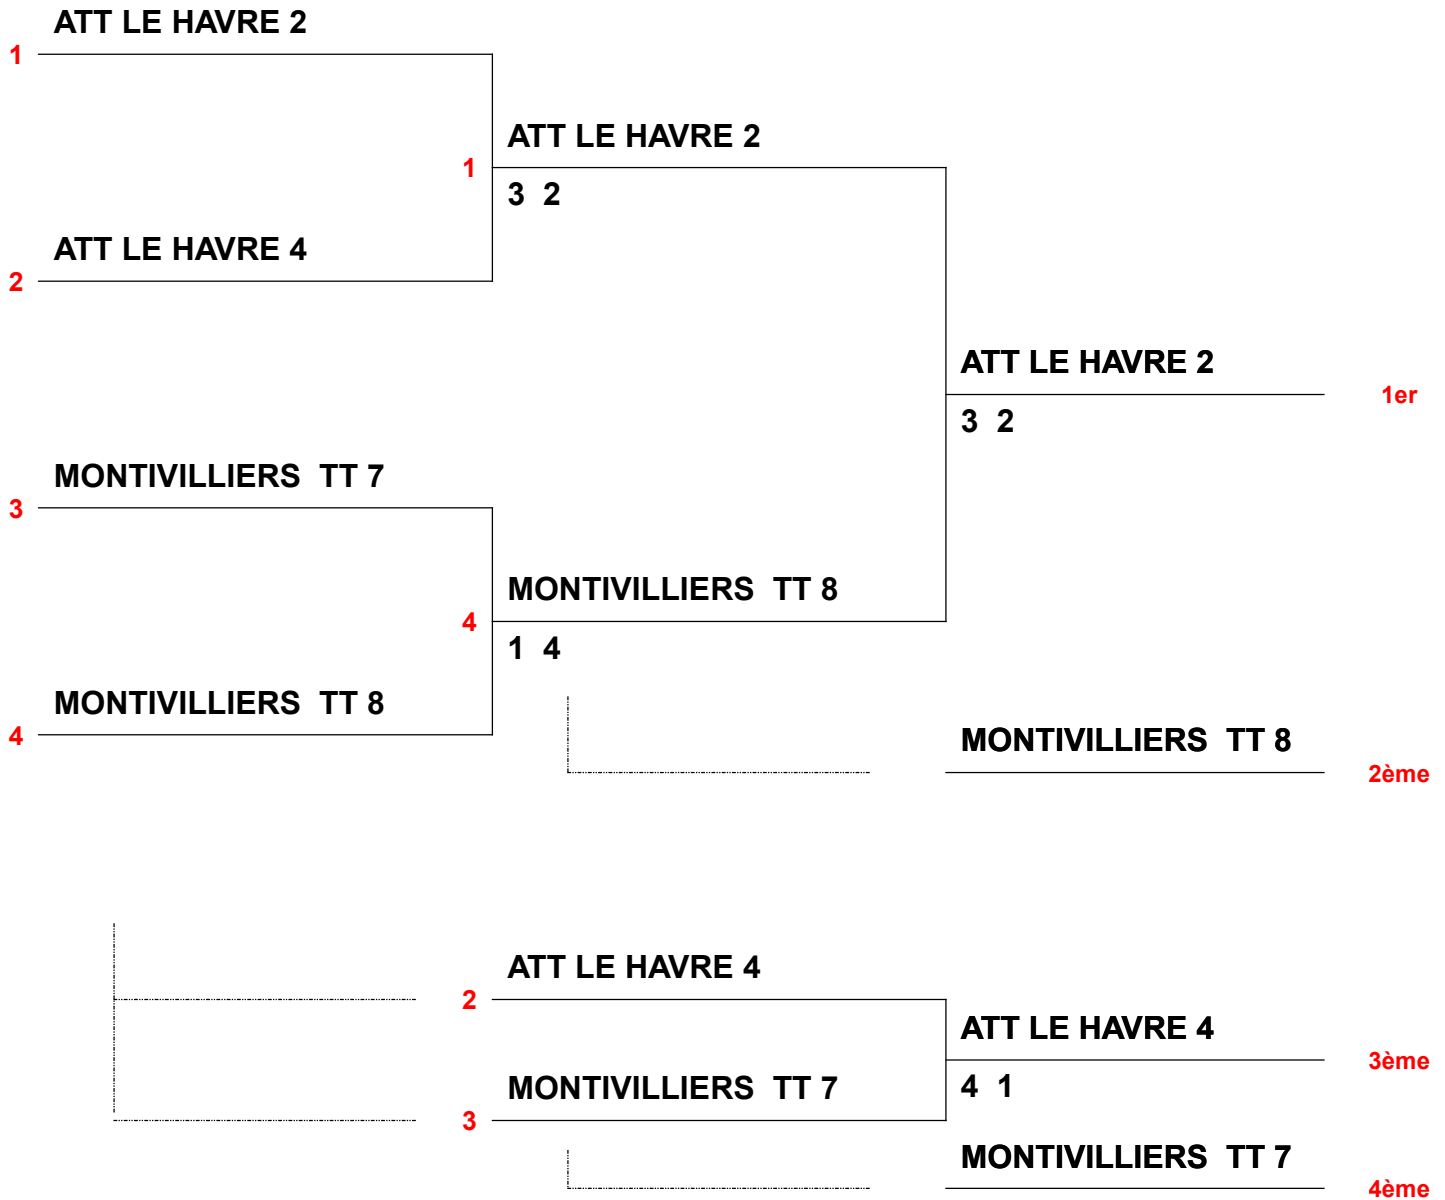 ATT LE HAVRE 2
1
ATT LE HAVRE 2
1
3 2
ATT LE HAVRE 4
2
ATT LE HAVRE 2
1er
3 2
MONTIVILLIERS TT 7
3
MONTIVILLIERS TT 8
4
1 4
MONTIVILLIERS TT 8
4
MONTIVILLIERS TT 8
2ème
ATT LE HAVRE 4
2
ATT LE HAVRE 4
3ème
4 1
MONTIVILLIERS TT 7
3
MONTIVILLIERS TT 7
4ème